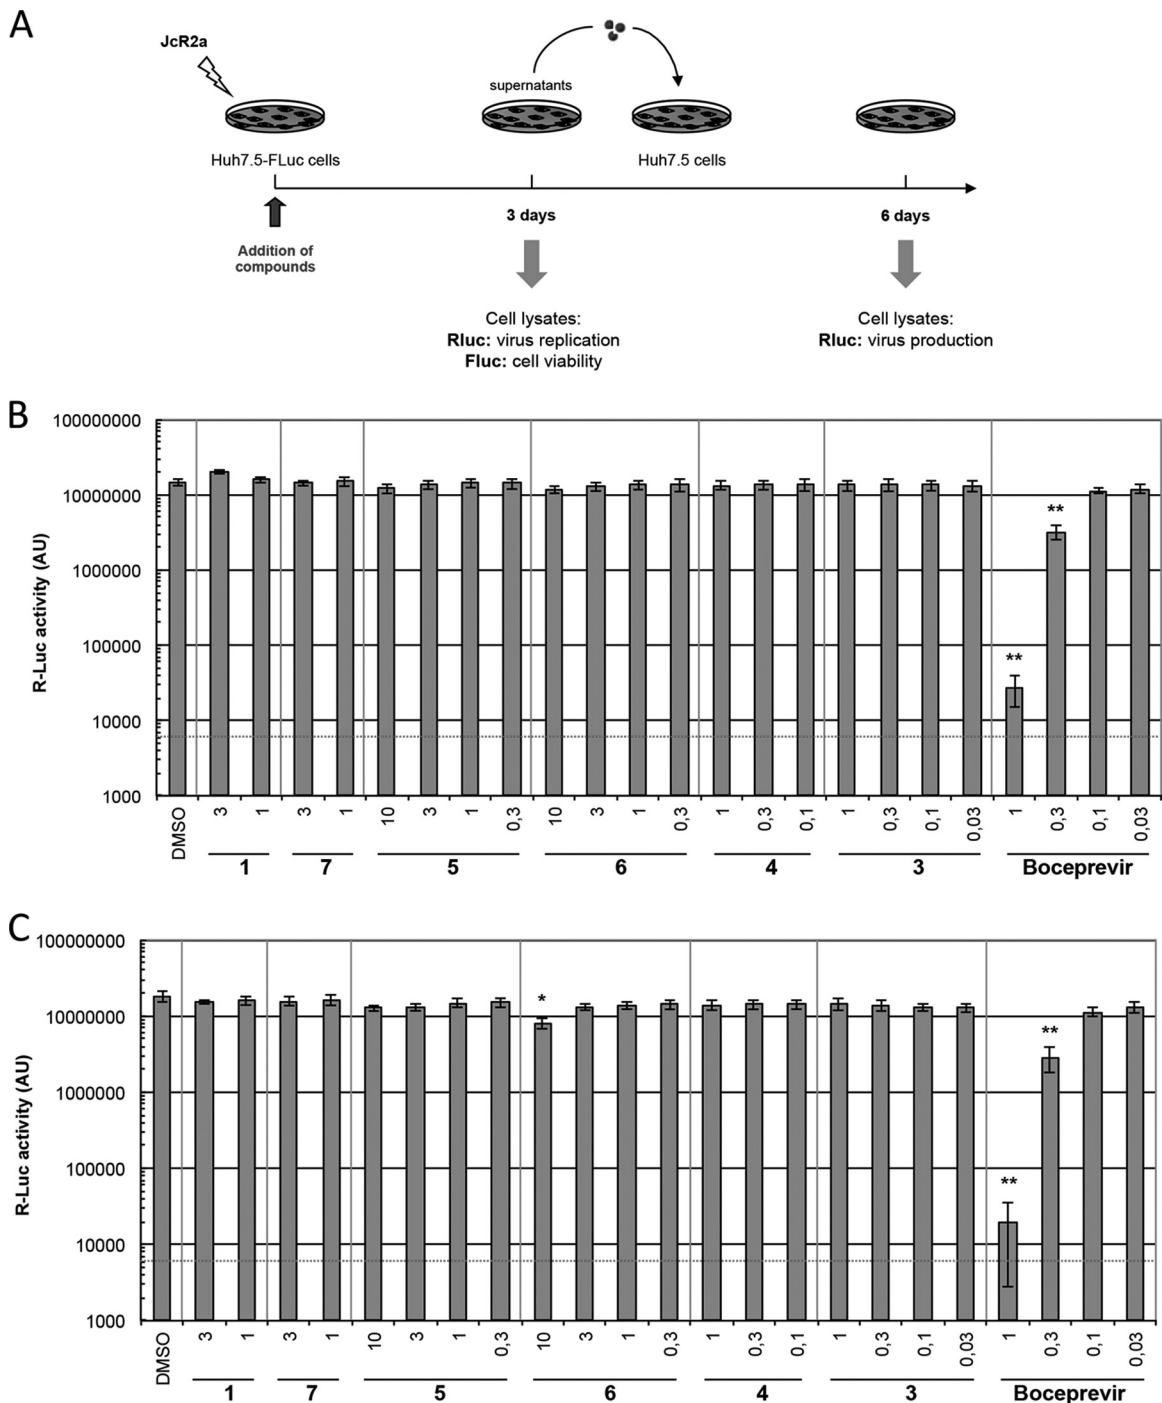 A
JcR2a
supernatants
Huh7.5-FLuc cells
Huh7.5 cells
3 days
6 days
Addition of
compounds
Cell lysates:
Rluc: virus replication
Fluc: cell viability
Cell lysates:
Rluc: virus production
B
R-Luc activity (AU)
100000000
10000000
1000000
100000
10000
1000
** ** 
DMSO 3 1 3 1 10 3 1 0,3 10 3 1 0,3 1 0,3 0,1 1 0,3 0,1 0,03 1 0,3 0,1 0,03
1 7 5 6 4 3 Boceprevir
C
R-Luc activity (AU)
100000000
10000000
1000000
100000
10000
1000
* ** **
DMSO 3 1 3 1 10 3 1 0,3 10 3 1 0,3 1 0,3 0,1 1 0,3 0,1 0,03 1 0,3 0,1 0,03
1 7 5 6 4 3 Boceprevir